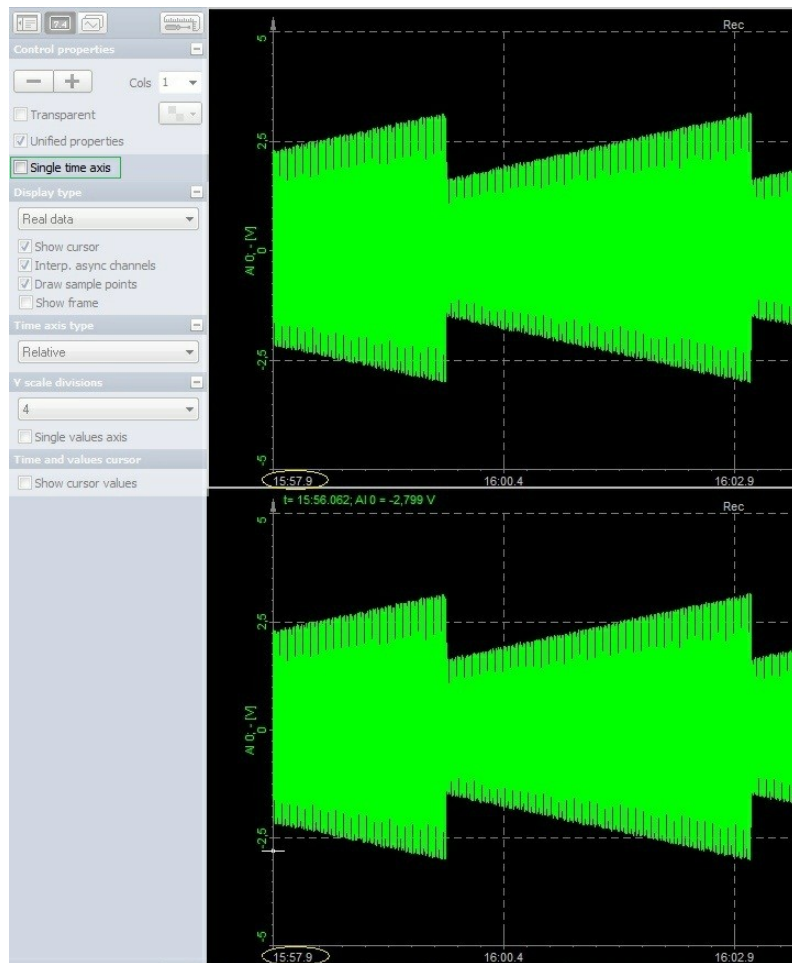 Control properties
Cols 1
Transparent
Unified properties
Single time axis
Display type
Real data
Show cursor
Interp. async channels
Draw sample points
Show frame
Time axis type
Relative
Y scale divisions
4
Single values axis
Time and values cursor
Show cursor values
Rec
5
2,5
AI 0; - [V]
0
-2,5
-5
15:57.9 16:00.4 16:02.9
t= 15:56.062; AI 0 = -2,799 V
Rec
5
2,5
AI 0; - [V]
0
-2,5
-5
15:57.9 16:00.4 16:02.9